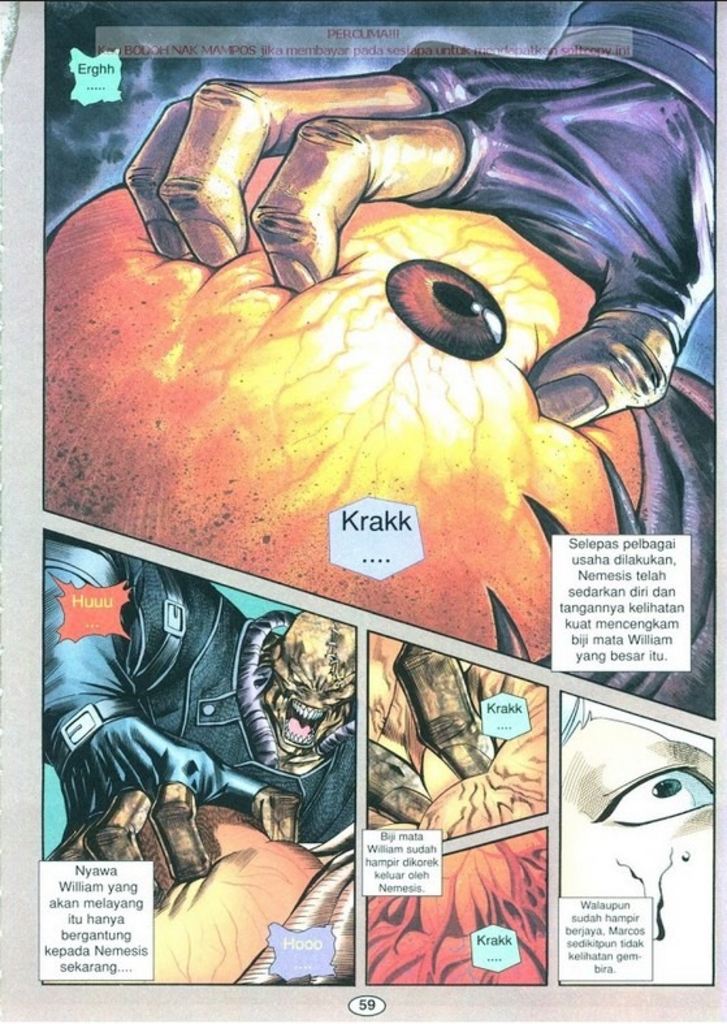 PERCUMA!!!
Kau BODOH NAK MAMPOS jika membayar pada sesiapa untuk mendapatkan softcopy ini
Erghh
.....
Krakk
....
Selepas pelbagai
usaha dilakukan,
Nemesis telah
sedarkan diri dan
tangannya kelihatan
kuat mencengkam
biji mata William
yang besar itu.
Huuu
...
Nyawa
William yang
akan melayang
itu hanya
bergantung
kepada Nemesis
sekarang....
Hooo
.....
Krakk
....
Biji mata
William sudah
hampir dikorek
keluar oleh
Nemesis.
Krakk
....
Walaupun
sudah hampir
berjaya, Marcos
sedikitpun tidak
kelihatan gem-
bira.
59